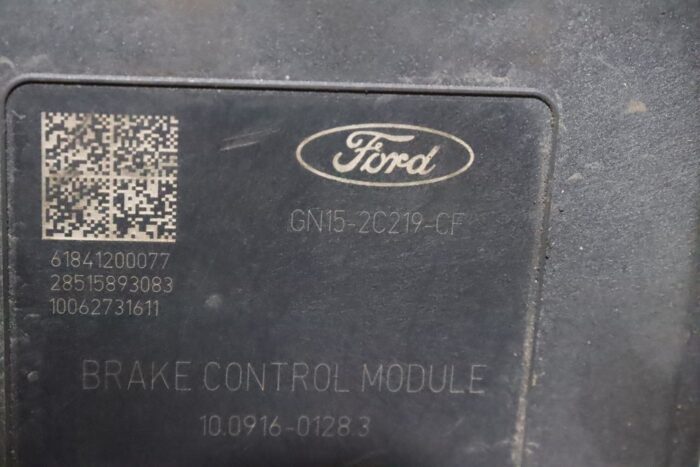 Ford
GN15-2C219-CF
61841200077
28515893083
10062731611
BRAKE CONTROL MODULE
10.0916-0128.3